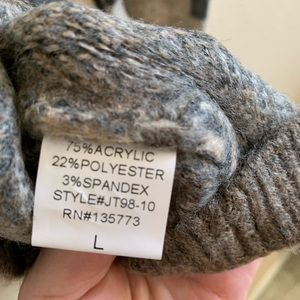 75%ACRYLIC
22%POLYESTER
3%SPANDEX
STYLE#JT98-10
RN#135773
L